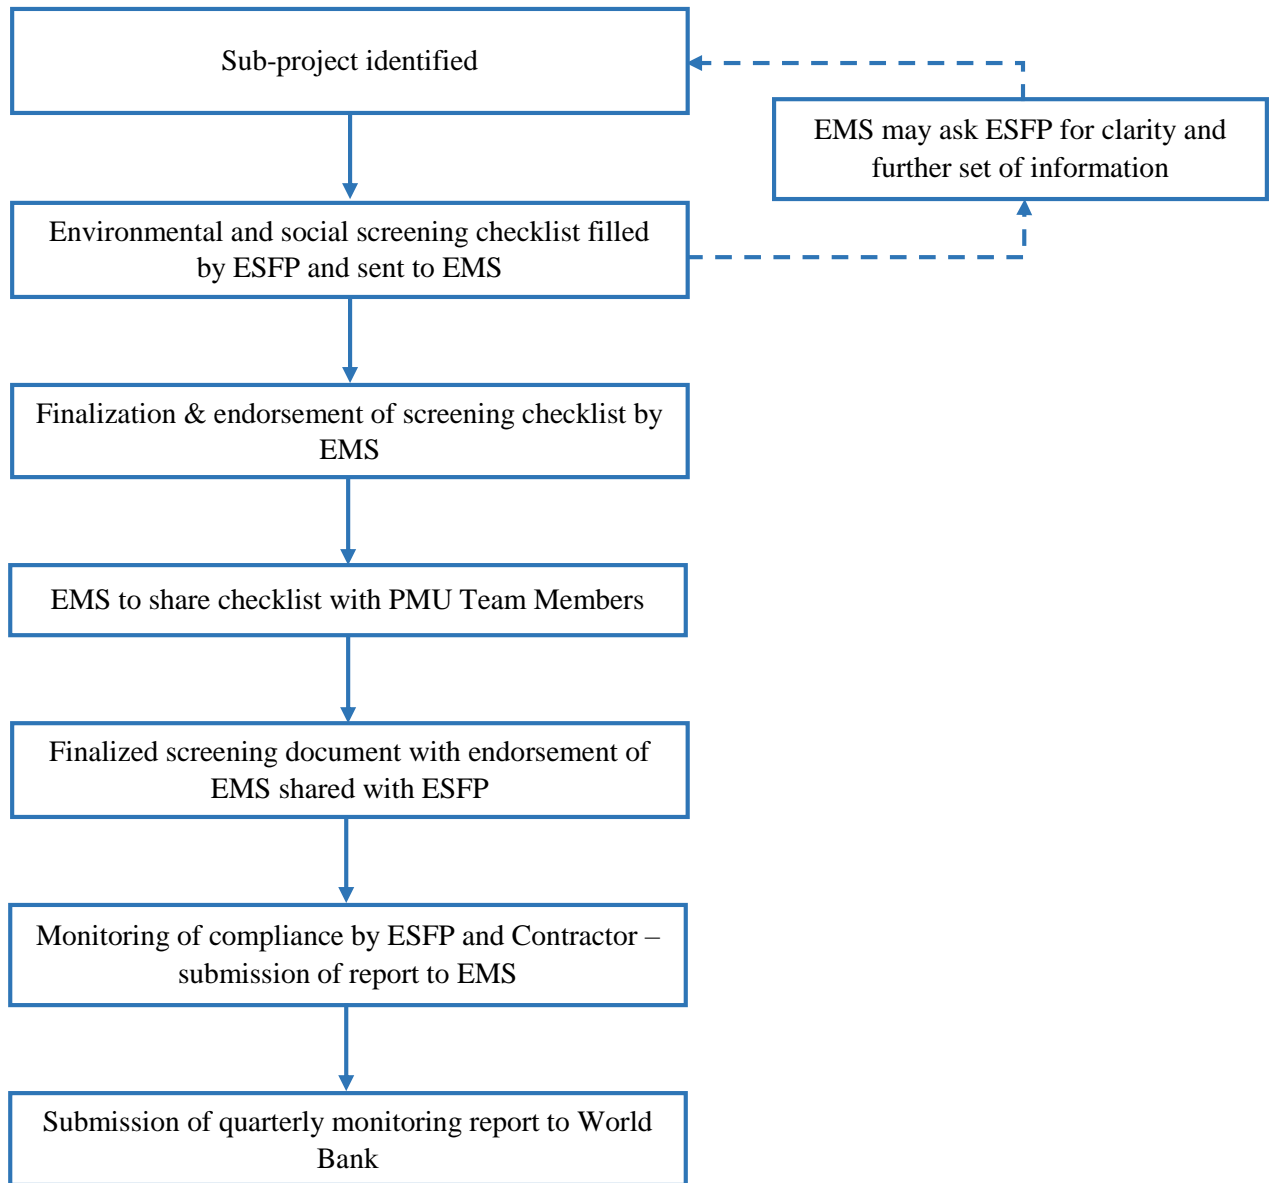 Sub-project identified
EMS may ask ESFP for clarity and
further set of information
Environmental and social screening checklist filled
by ESFP and sent to EMS
Finalization & endorsement of screening checklist by
EMS
EMS to share checklist with PMU Team Members
Finalized screening document with endorsement of
EMS shared with ESFP
Monitoring of compliance by ESFP and Contractor –
submission of report to EMS
Submission of quarterly monitoring report to World
Bank